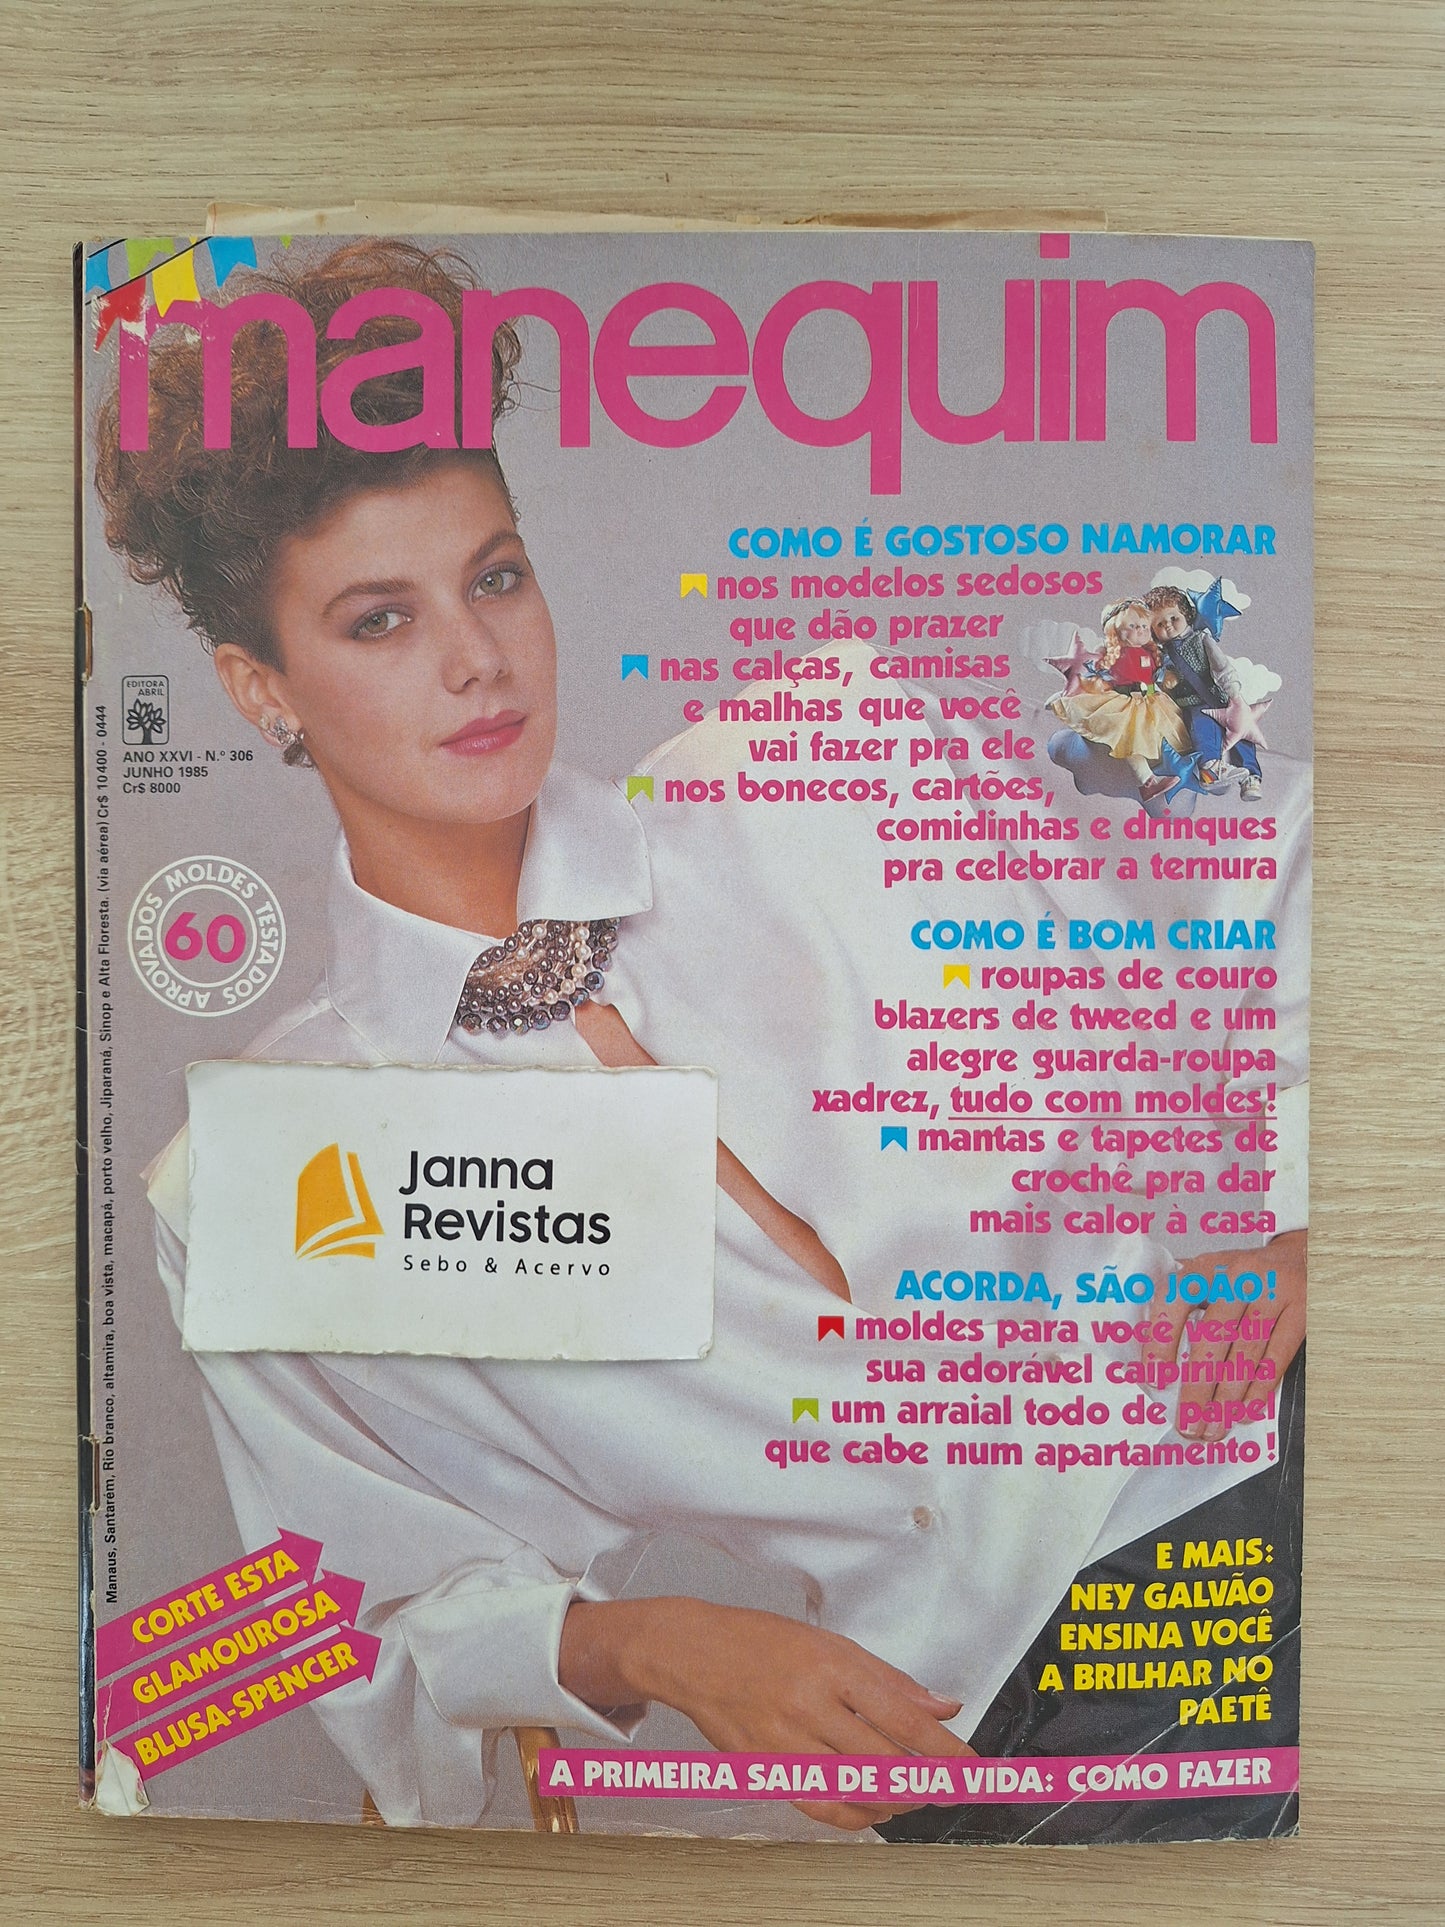 manequim
COMO É GOSTOSO NAMORAR
nos modelos sedosos
que dão prazer
nas calças, camisas
e malhas que você
vai fazer pra ele
nos bonecos, cartões,
comidinhas e drinques
pra celebrar a ternura
EDITORA
ABRIL
ANO XXVI - N.º 306
JUNHO 1985
Cr$ 8000
MOLDES TESTADOS APROVADOS
60
COMO É BOM CRIAR
roupas de couro
blazers de tweed e um
alegre guarda-roupa
xadrez, tudo com moldes!
mantas e tapetes de
crochê pra dar
mais calor à casa
Janna
Revistas
Sebo & Acervo
ACORDA, SÃO JOÃO!
moldes para você vestir
sua adorável caipirinha
um arraial todo de papel
que cabe num apartamento!
Manaus, Santarém, Rio branco, altamira, boa vista, macapá, porto velho, Jiparaná, Sinop e Alta Floresta. (via aérea) Cr$ 10400 - 0444
CORTE ESTA
GLAMOUROSA
BLUSA-SPENCER
E MAIS:
NEY GALVÃO
ENSINA VOCÊ
A BRILHAR NO
PAETÊ
A PRIMEIRA SAIA DE SUA VIDA: COMO FAZER